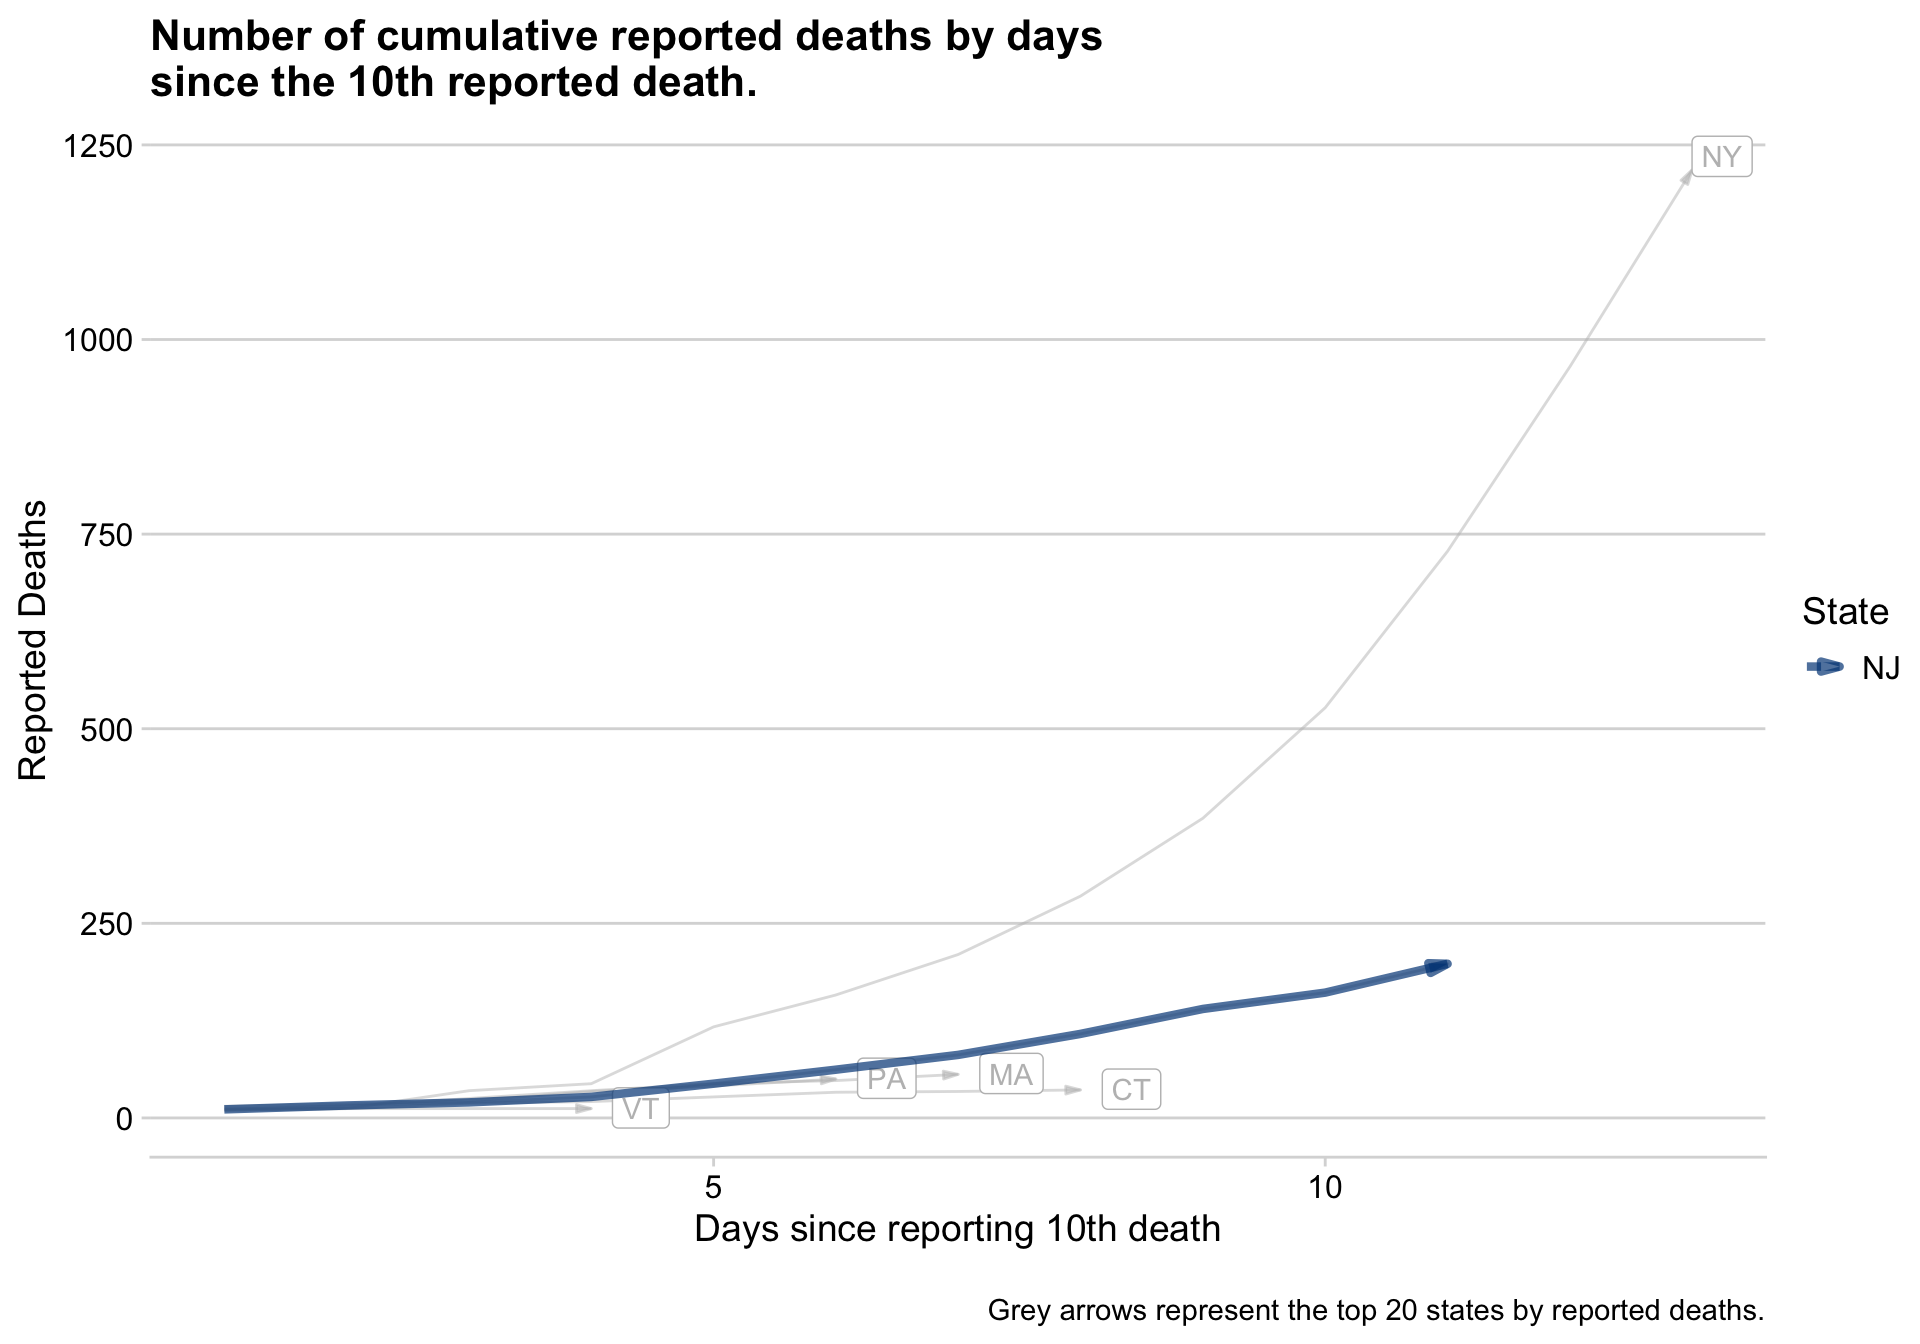 Number of cumulative reported deaths by days
since the 10th reported death.
1250
NY
1000
750
500
250
0
Reported Deaths
PA
MA
CT
VT
5
10
Days since reporting 10th death
State
NJ
Grey arrows represent the top 20 states by reported deaths.